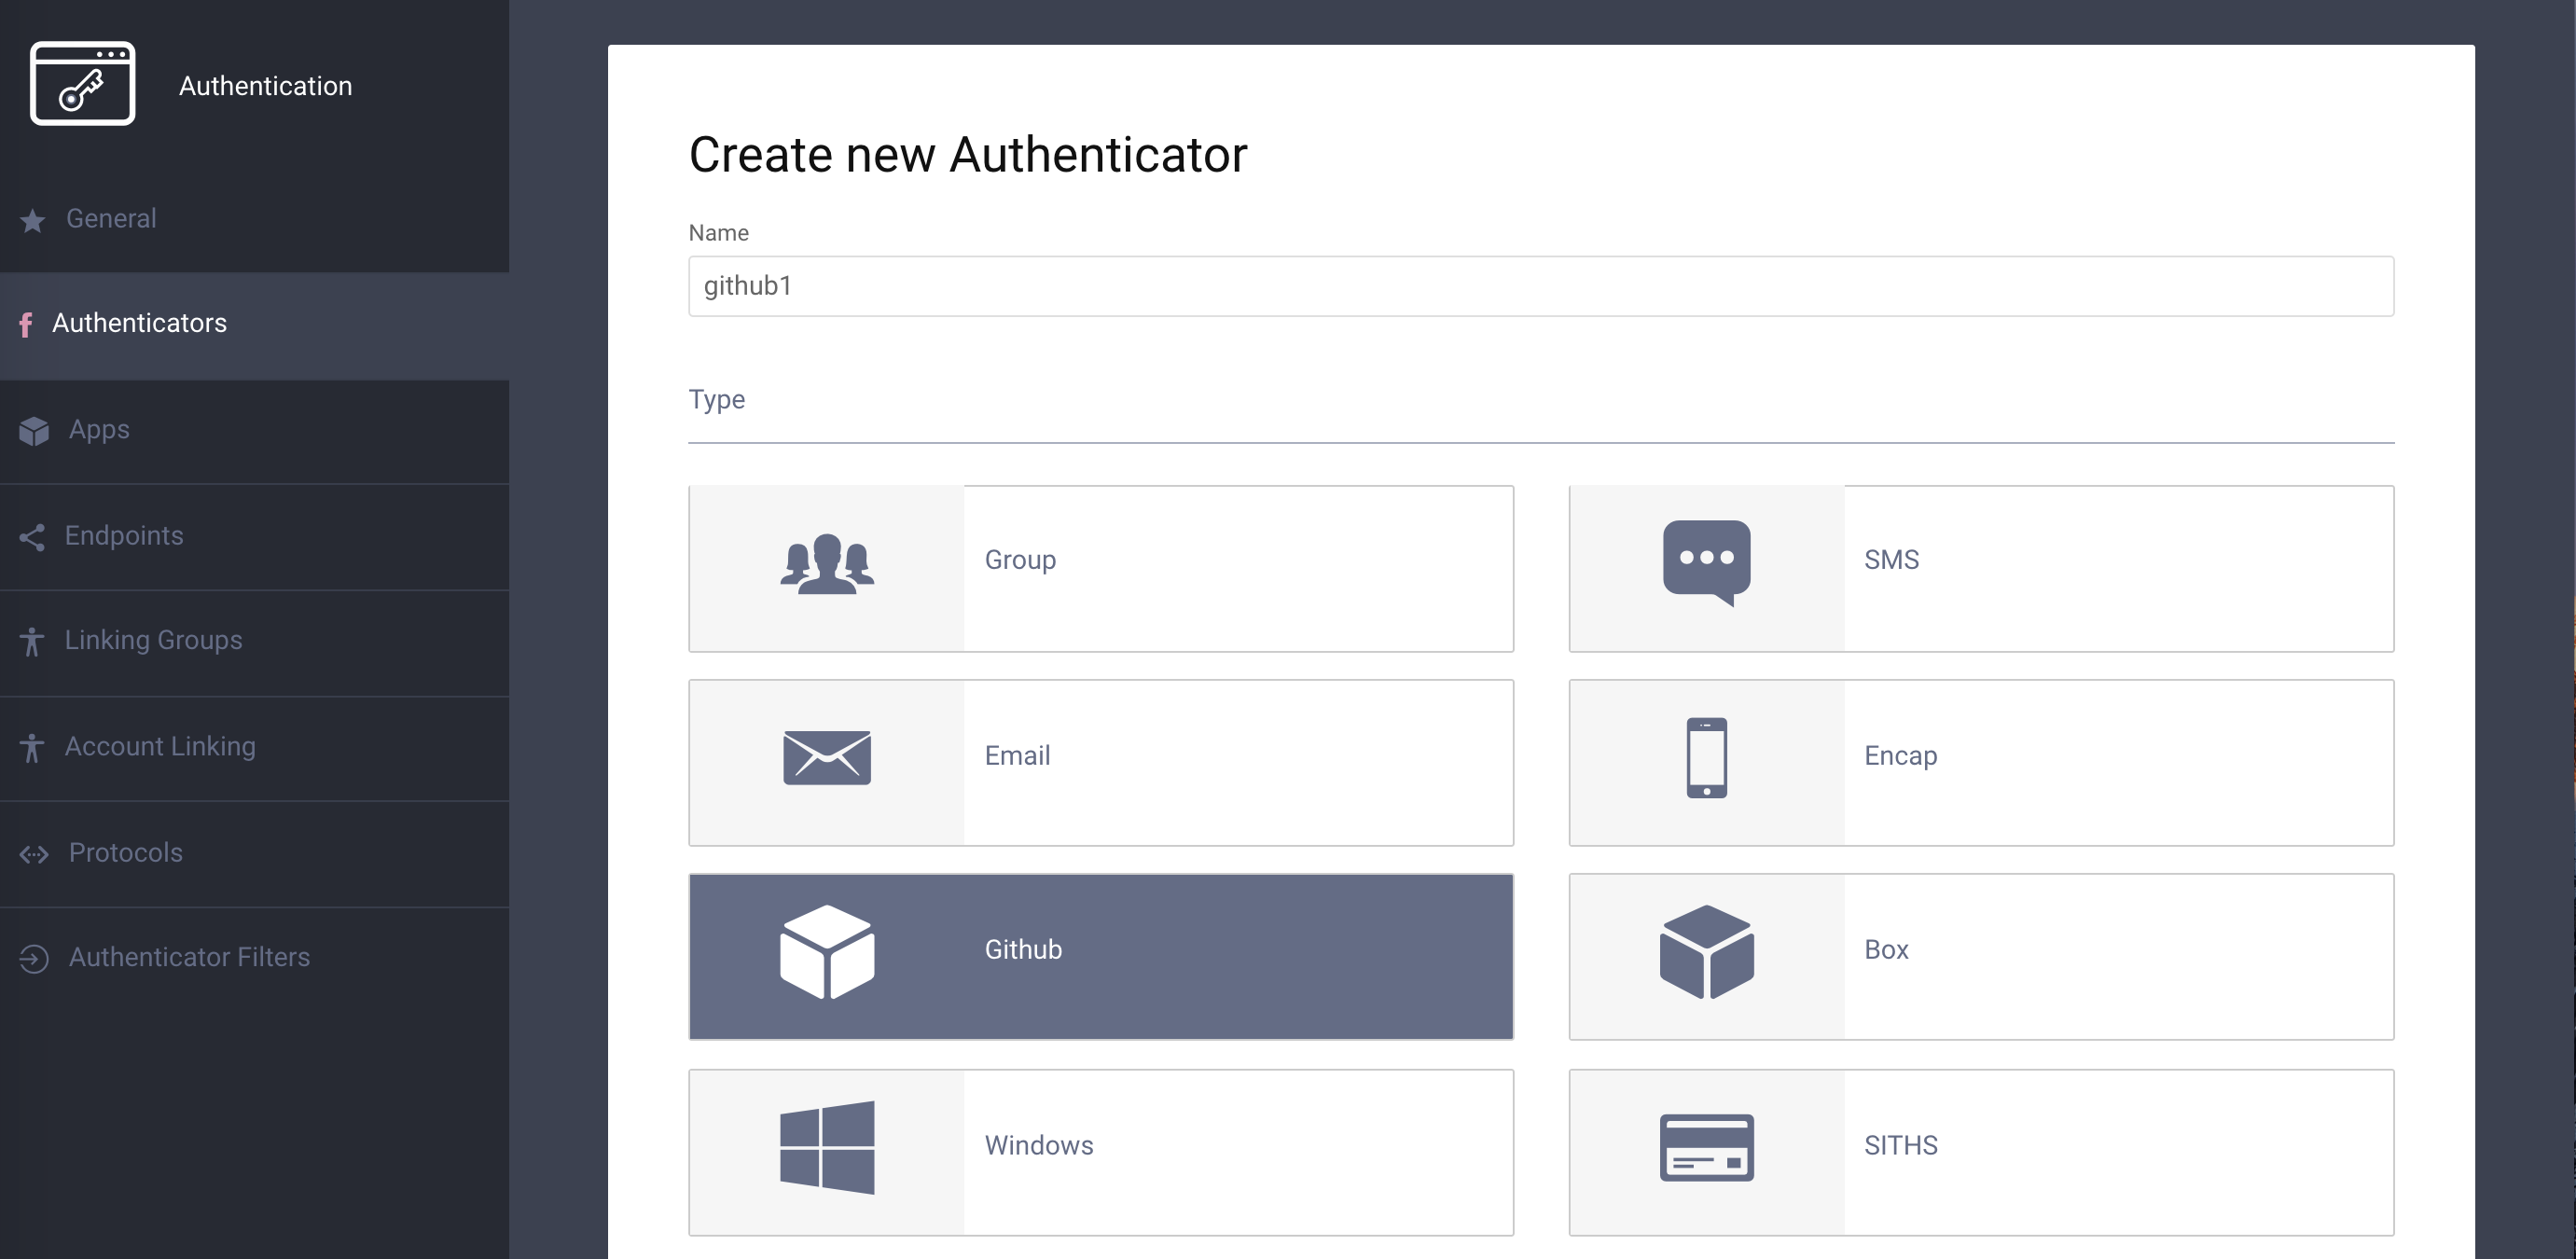 Authentication
General
Authenticators
Apps
Endpoints
Linking Groups
Account Linking
Protocols
Authenticator Filters
Create new Authenticator
Name
github1
Type
Group
SMS
Email
Encap
Github
Box
Windows
SITHS